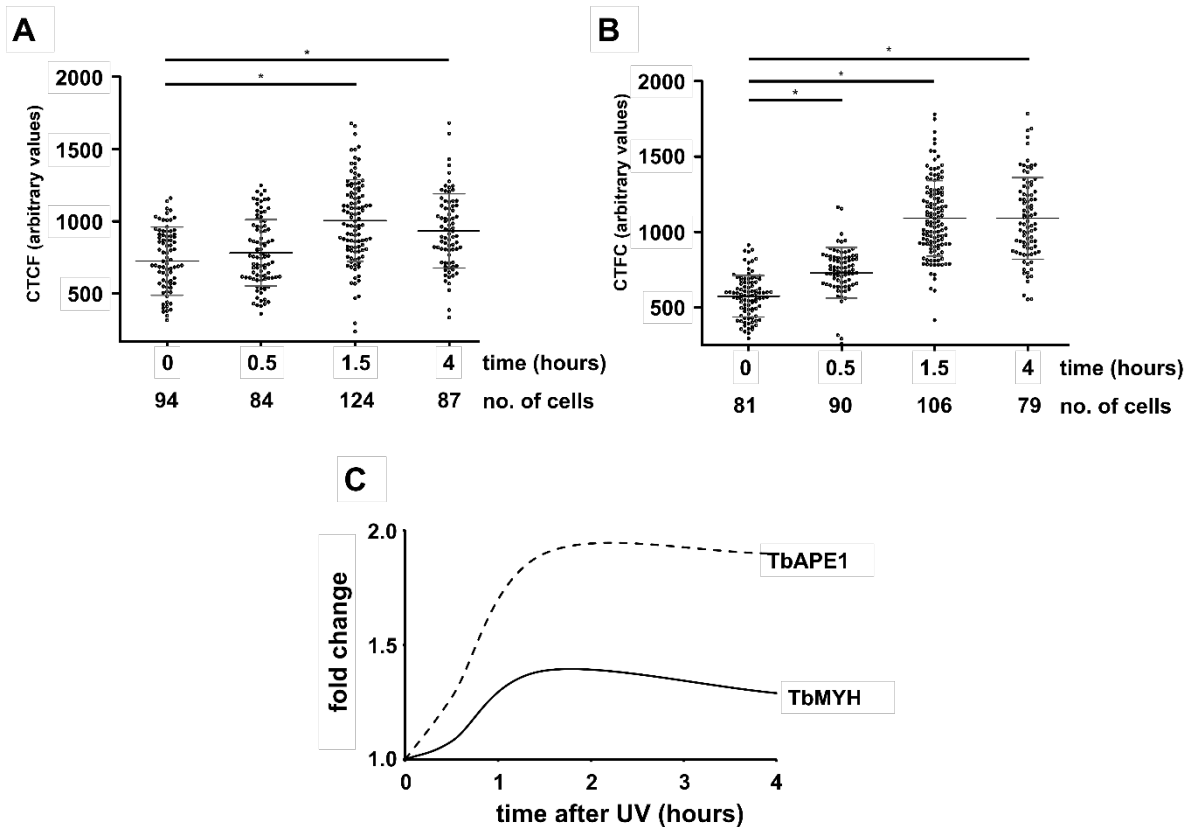 A
*
*
CTCF (arbitrary values)
2000
1500
1000
500
0 0.5 1.5 4 time (hours)
94 84 124 87 no. of cells
B
*
*
*
CTFC (arbitrary values)
2000
1500
1000
500
0 0.5 1.5 4 time (hours)
81 90 106 79 no. of cells
C
fold change
2.0
1.5
1.0
TbAPE1
TbMYH
0 1 2 3 4
time after UV (hours)